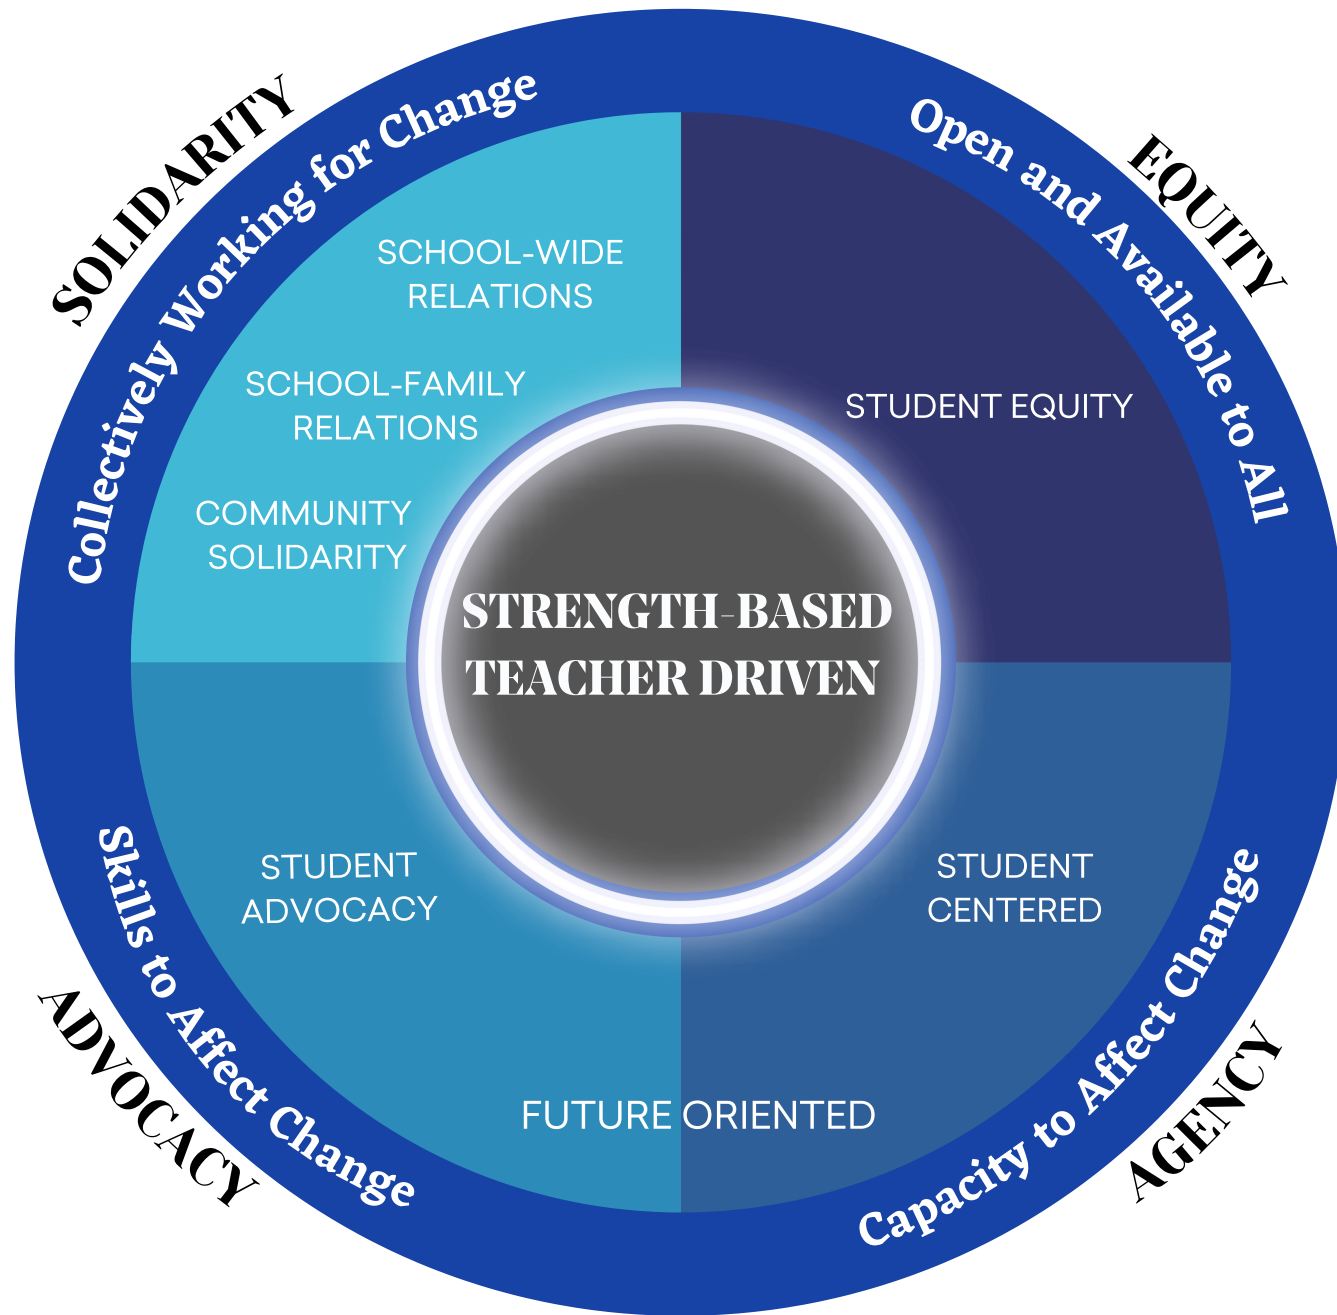 SOLIDARITY
Collectively Working for Change
EQUITY
Open and Available to All
SCHOOL-WIDE
RELATIONS
SCHOOL-FAMILY
RELATIONS
COMMUNITY
SOLIDARITY
STUDENT EQUITY
STRENGTH-BASED
TEACHER DRIVEN
STUDENT
ADVOCACY
STUDENT
CENTERED
FUTURE ORIENTED
Skills to Affect Change
ADVOCACY
Capacity to Affect Change
AGENCY